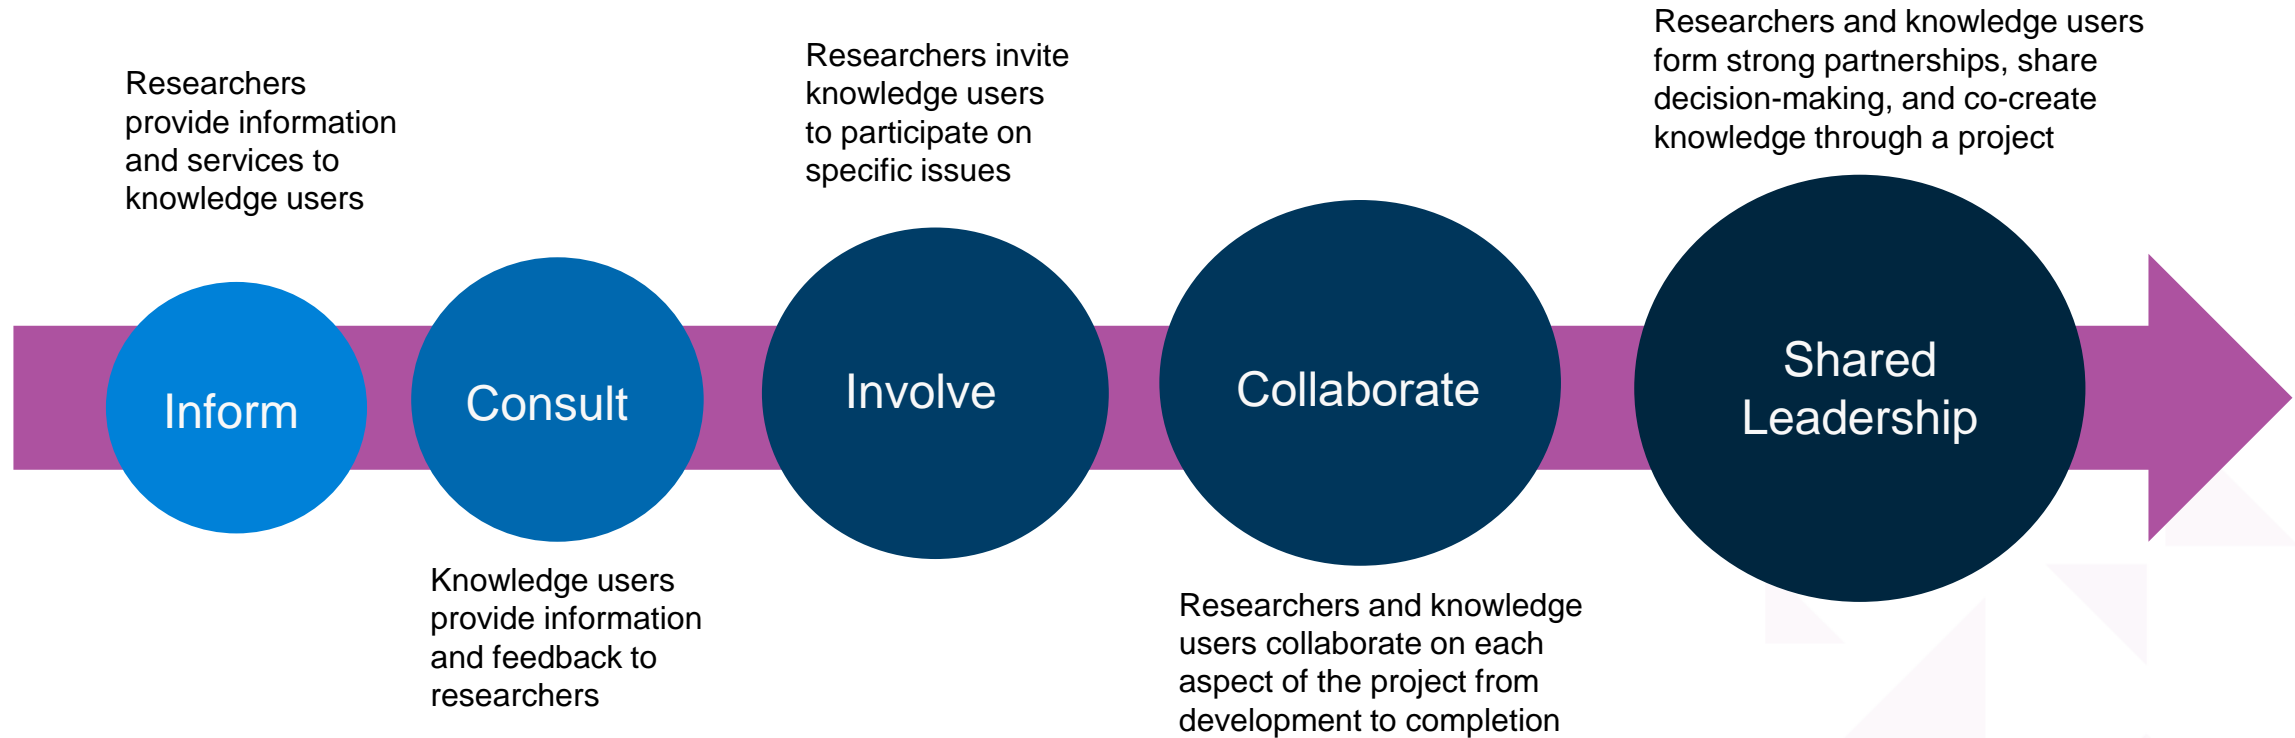 Researchers
provide information
and services to
knowledge users
Inform
Consult
Knowledge users
provide information
and feedback to
researchers
Researchers invite
knowledge users
to participate on
specific issues
Involve
Collaborate
Researchers and knowledge
users collaborate on each
aspect of the project from
development to completion
Researchers and knowledge users
form strong partnerships, share
decision-making, and co-create
knowledge through a project
Shared
Leadership